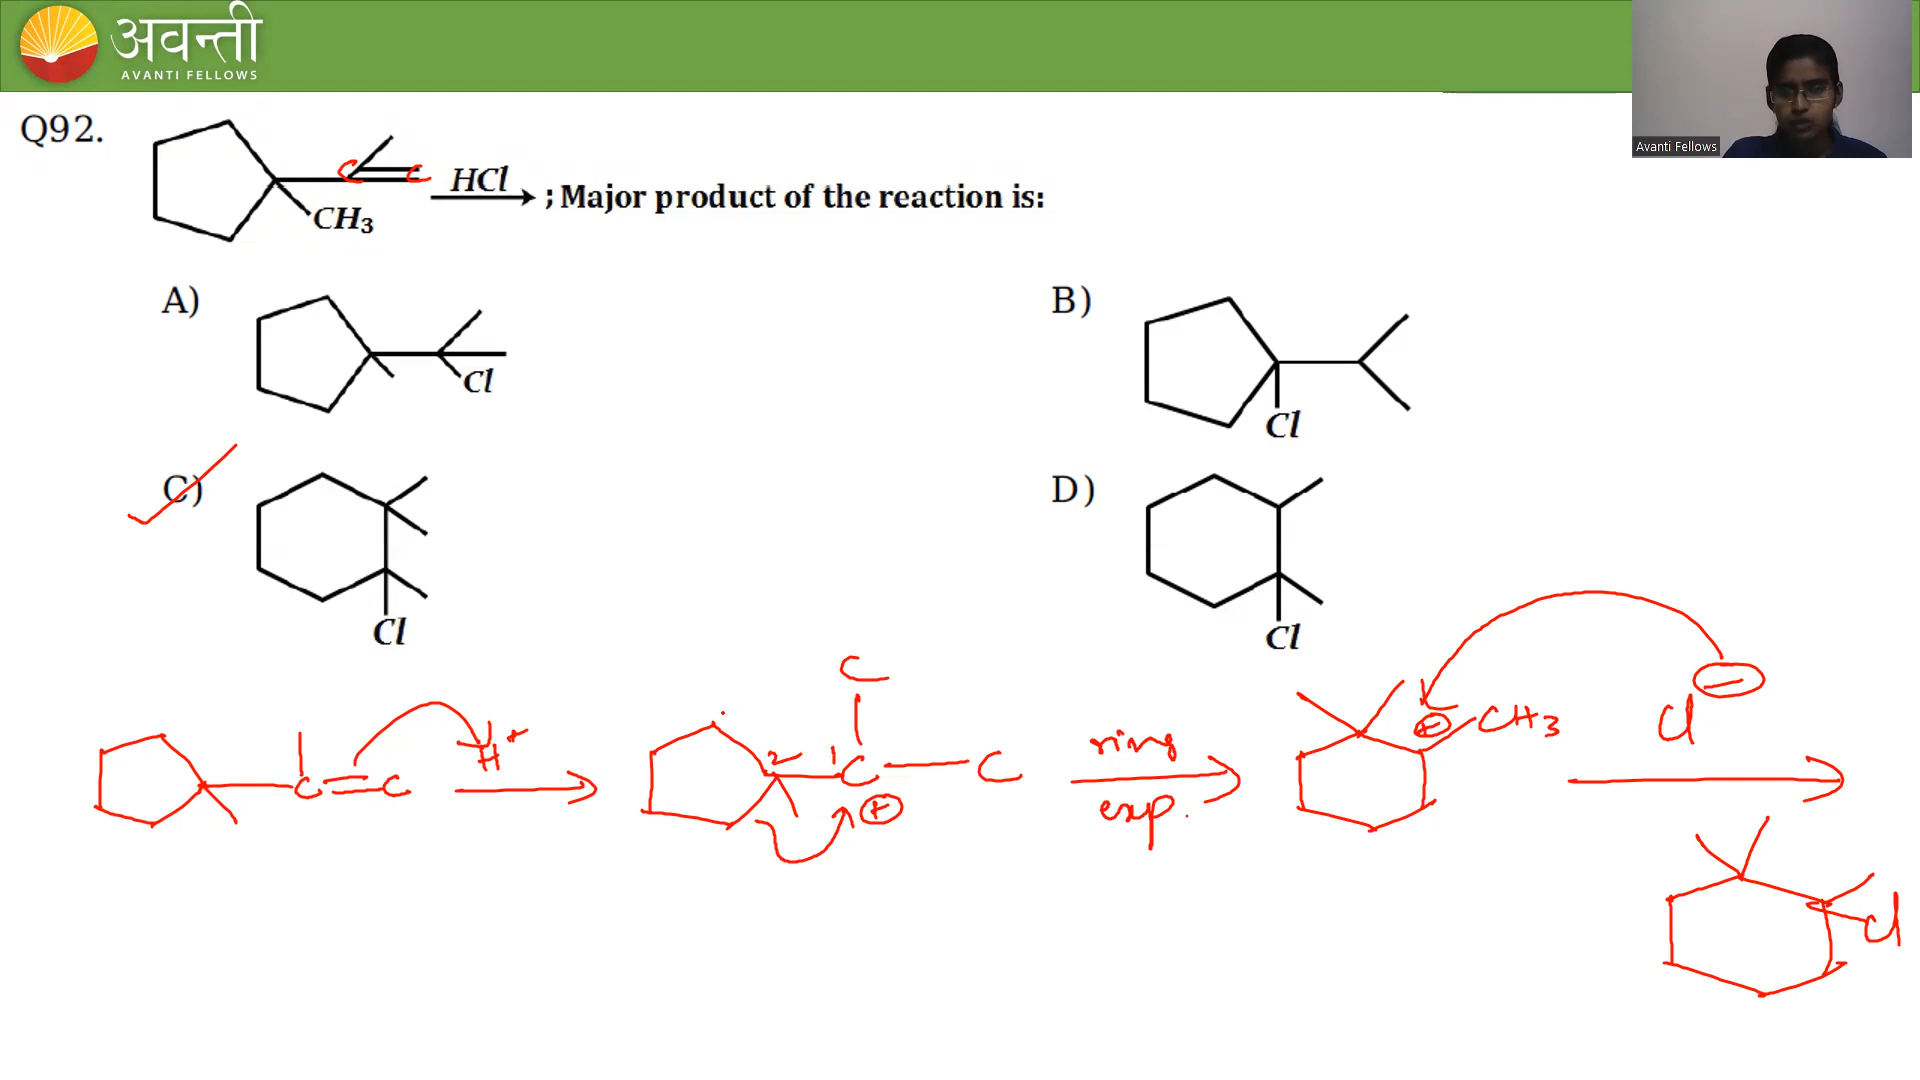 अवन्ती
AVANTI FELLOWS
Avanti Fellows
Q92.
C C
CH3
HCl
; Major product of the reaction is:
A)
Cl
B)
Cl
C)
Cl
D)
Cl
C = C
H+
C
2 1 C — C
+
ring
exp.
+ CH3
Cl −
Cl